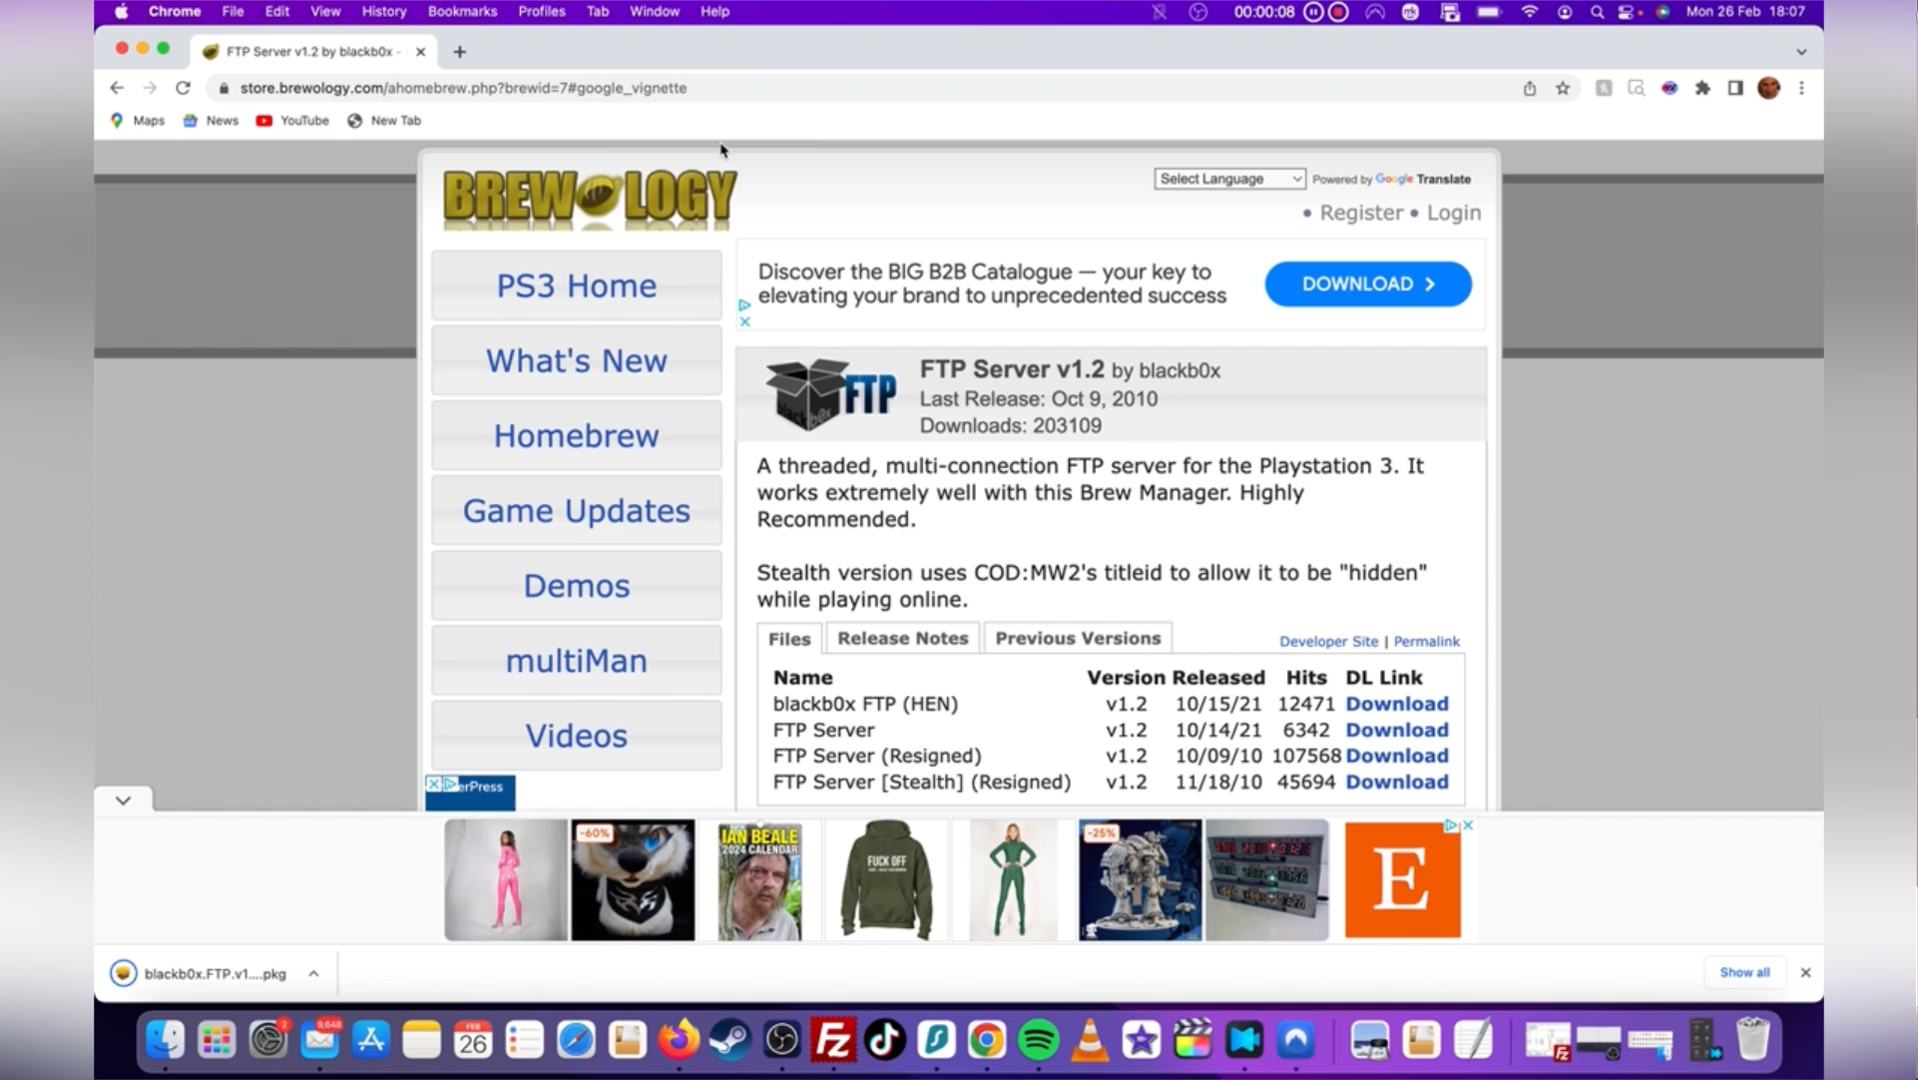 Chrome File Edit View History Bookmarks Profiles Tab Window Help 00:00:08 Mon 26 Feb 18:07
FTP Server v1.2 by blackb0x -
store.brewology.com/ahomebrew.php?brewid=7#google_vignette
Maps News YouTube New Tab
BREWOLOGY
Select Language Powered by Google Translate
• Register • Login
PS3 Home
What's New
Homebrew
Game Updates
Demos
multiMan
Videos
Discover the BIG B2B Catalogue — your key to
elevating your brand to unprecedented success
DOWNLOAD
blackb0x FTP
FTP Server v1.2 by blackb0x
Last Release: Oct 9, 2010
Downloads: 203109
A threaded, multi-connection FTP server for the Playstation 3. It
works extremely well with this Brew Manager. Highly
Recommended.
Stealth version uses COD:MW2's titleid to allow it to be "hidden"
while playing online.
Files Release Notes Previous Versions Developer Site | Permalink
Name Version Released Hits DL Link
blackb0x FTP (HEN) v1.2 10/15/21 12471 Download
FTP Server v1.2 10/14/21 6342 Download
FTP Server (Resigned) v1.2 10/09/10 107568 Download
FTP Server [Stealth] (Resigned) v1.2 11/18/10 45694 Download
erPress
-60%
IAN BEALE
2024 CALENDAR
FUCK OFF
-25%
E
blackb0x.FTP.v1....pkg
Show all
2
9,648
FEB
26
Fz